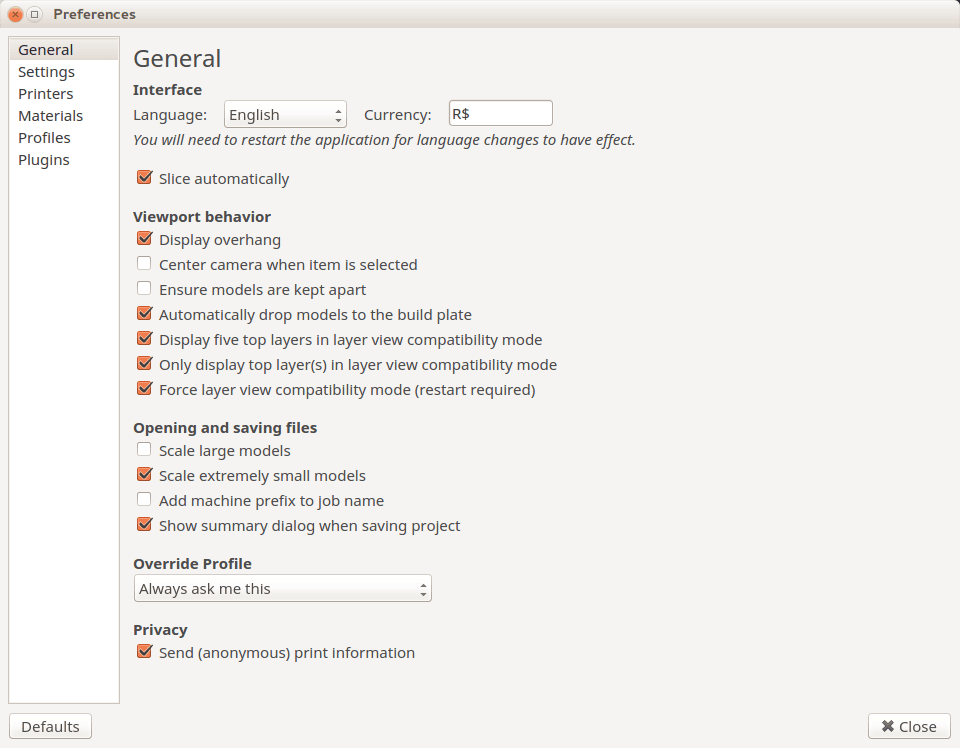 Preferences
General
Settings
Printers
Materials
Profiles
Plugins
General
Interface
Language: English Currency: R$
You will need to restart the application for language changes to have effect.
Slice automatically
Viewport behavior
Display overhang
Center camera when item is selected
Ensure models are kept apart
Automatically drop models to the build plate
Display five top layers in layer view compatibility mode
Only display top layer(s) in layer view compatibility mode
Force layer view compatibility mode (restart required)
Opening and saving files
Scale large models
Scale extremely small models
Add machine prefix to job name
Show summary dialog when saving project
Override Profile
Always ask me this
Privacy
Send (anonymous) print information
Defaults
Close